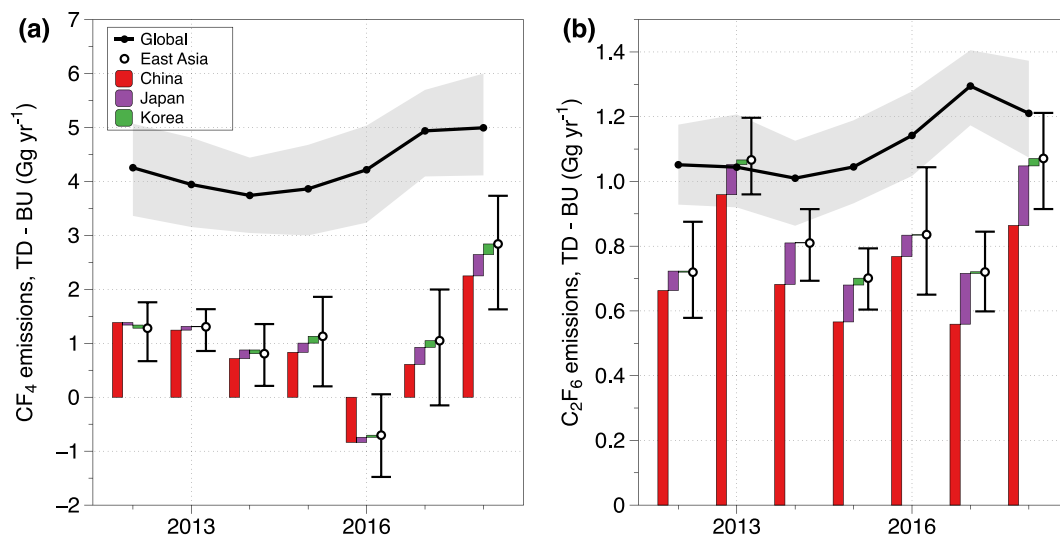 (a)
CF₄ emissions, TD - BU (Gg yr⁻¹)
7
6
5
4
3
2
1
0
−1
−2
Global
East Asia
China
Japan
Korea
2013
2016
(b)
C₂F₆ emissions, TD - BU (Gg yr⁻¹)
1.4
1.2
1.0
0.8
0.6
0.4
0.2
0
2013
2016